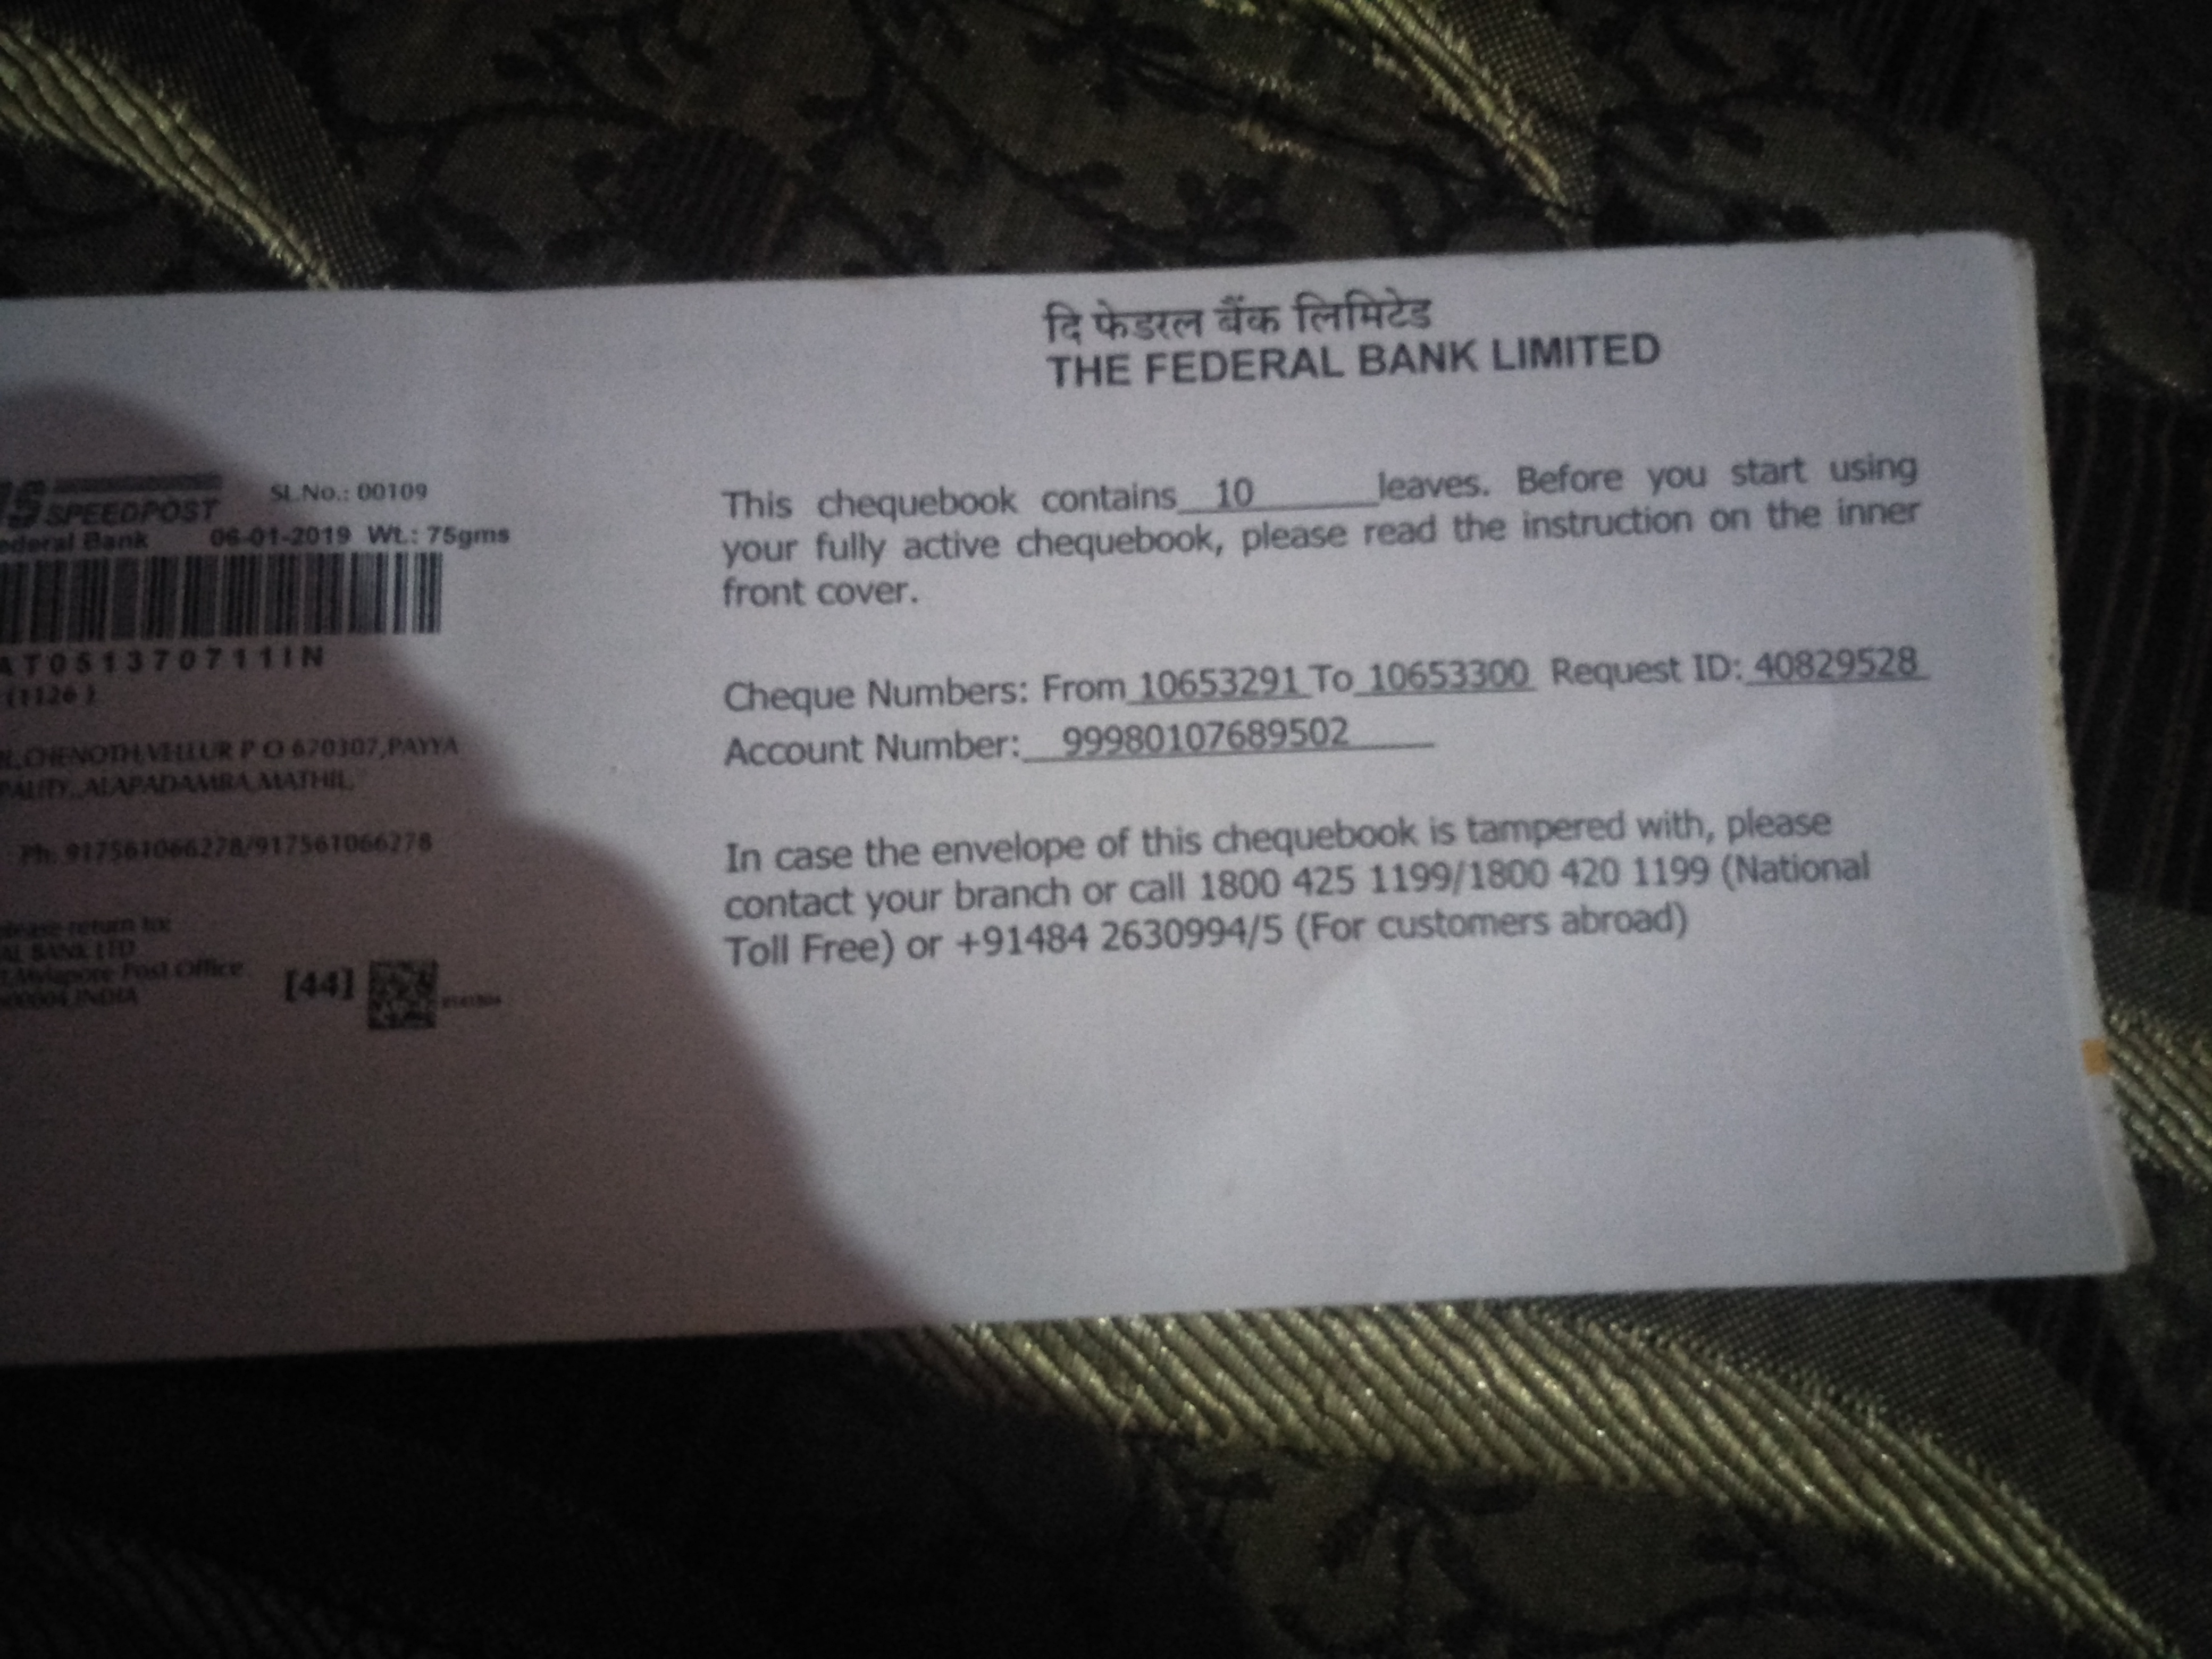 दि फेडरल बैंक लिमिटेड
THE FEDERAL BANK LIMITED
SPEEDPOST
SL.No.: 00109
ederal Bank 06-01-2019 Wt.: 75gms
AT051370711IN
(1126)
CHENOTH,VELLUR P O 670307,PAYYA
PALITY,,ALAPADAMBA,MATHIL,
Ph: 917561066278/917561066278
please return to:
AL BANK LTD
Mylapore Post Office
600004,INDIA
[44]
This chequebook contains 10 leaves. Before you start using
your fully active chequebook, please read the instruction on the inner
front cover.
Cheque Numbers: From 10653291 To 10653300 Request ID: 40829528
Account Number: 99980107689502
In case the envelope of this chequebook is tampered with, please
contact your branch or call 1800 425 1199/1800 420 1199 (National
Toll Free) or +91484 2630994/5 (For customers abroad)